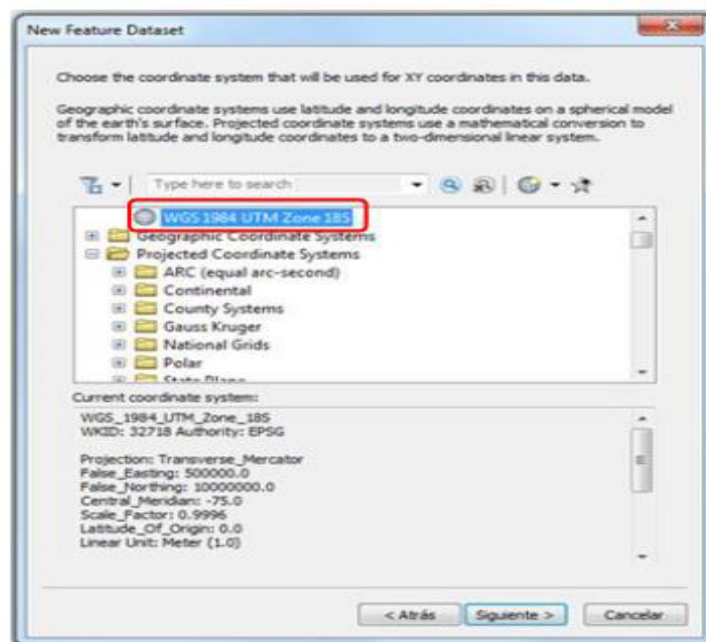 New Feature Dataset
Choose the coordinate system that will be used for XY coordinates in this data.
Geographic coordinate systems use latitude and longitude coordinates on a spherical model
of the earth's surface. Projected coordinate systems use a mathematical conversion to
transform latitude and longitude coordinates to a two-dimensional linear system.
Type here to search
WGS 1984 UTM Zone 18S
Geographic Coordinate Systems
Projected Coordinate Systems
ARC (equal arc-second)
Continental
County Systems
Gauss Kruger
National Grids
Polar
State Plane
Current coordinate system:
WGS_1984_UTM_Zone_18S
WKID: 32718 Authority: EPSG
Projection: Transverse_Mercator
False_Easting: 500000.0
False_Northing: 10000000.0
Central_Meridian: -75.0
Scale_Factor: 0.9996
Latitude_Of_Origin: 0.0
Linear Unit: Meter (1.0)
< Atrás
Siguiente >
Cancelar